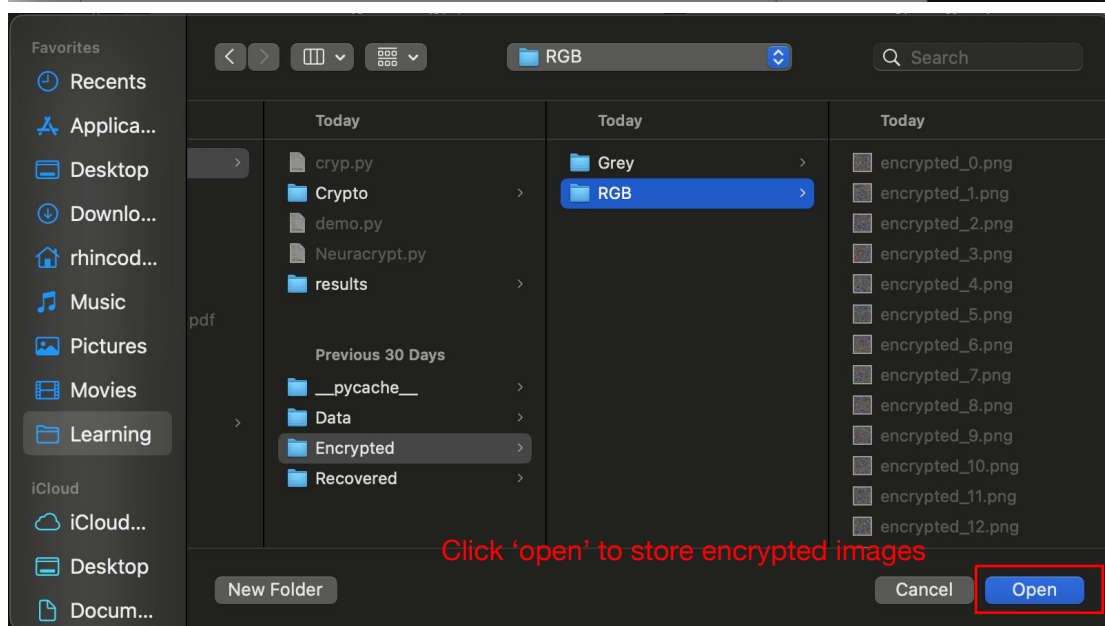 Favorites
Recents
Applica...
Desktop
Downlo...
rhincod...
Music
Pictures
Movies
Learning
iCloud
iCloud...
Desktop
Docum...
RGB
Search
pdf
Today
cryp.py
Crypto
demo.py
Neuracrypt.py
results
Previous 30 Days
__pycache__
Data
Encrypted
Recovered
Today
Grey
RGB
Today
encrypted_0.png
encrypted_1.png
encrypted_2.png
encrypted_3.png
encrypted_4.png
encrypted_5.png
encrypted_6.png
encrypted_7.png
encrypted_8.png
encrypted_9.png
encrypted_10.png
encrypted_11.png
encrypted_12.png
Click ‘open’ to store encrypted images
New Folder
Cancel
Open